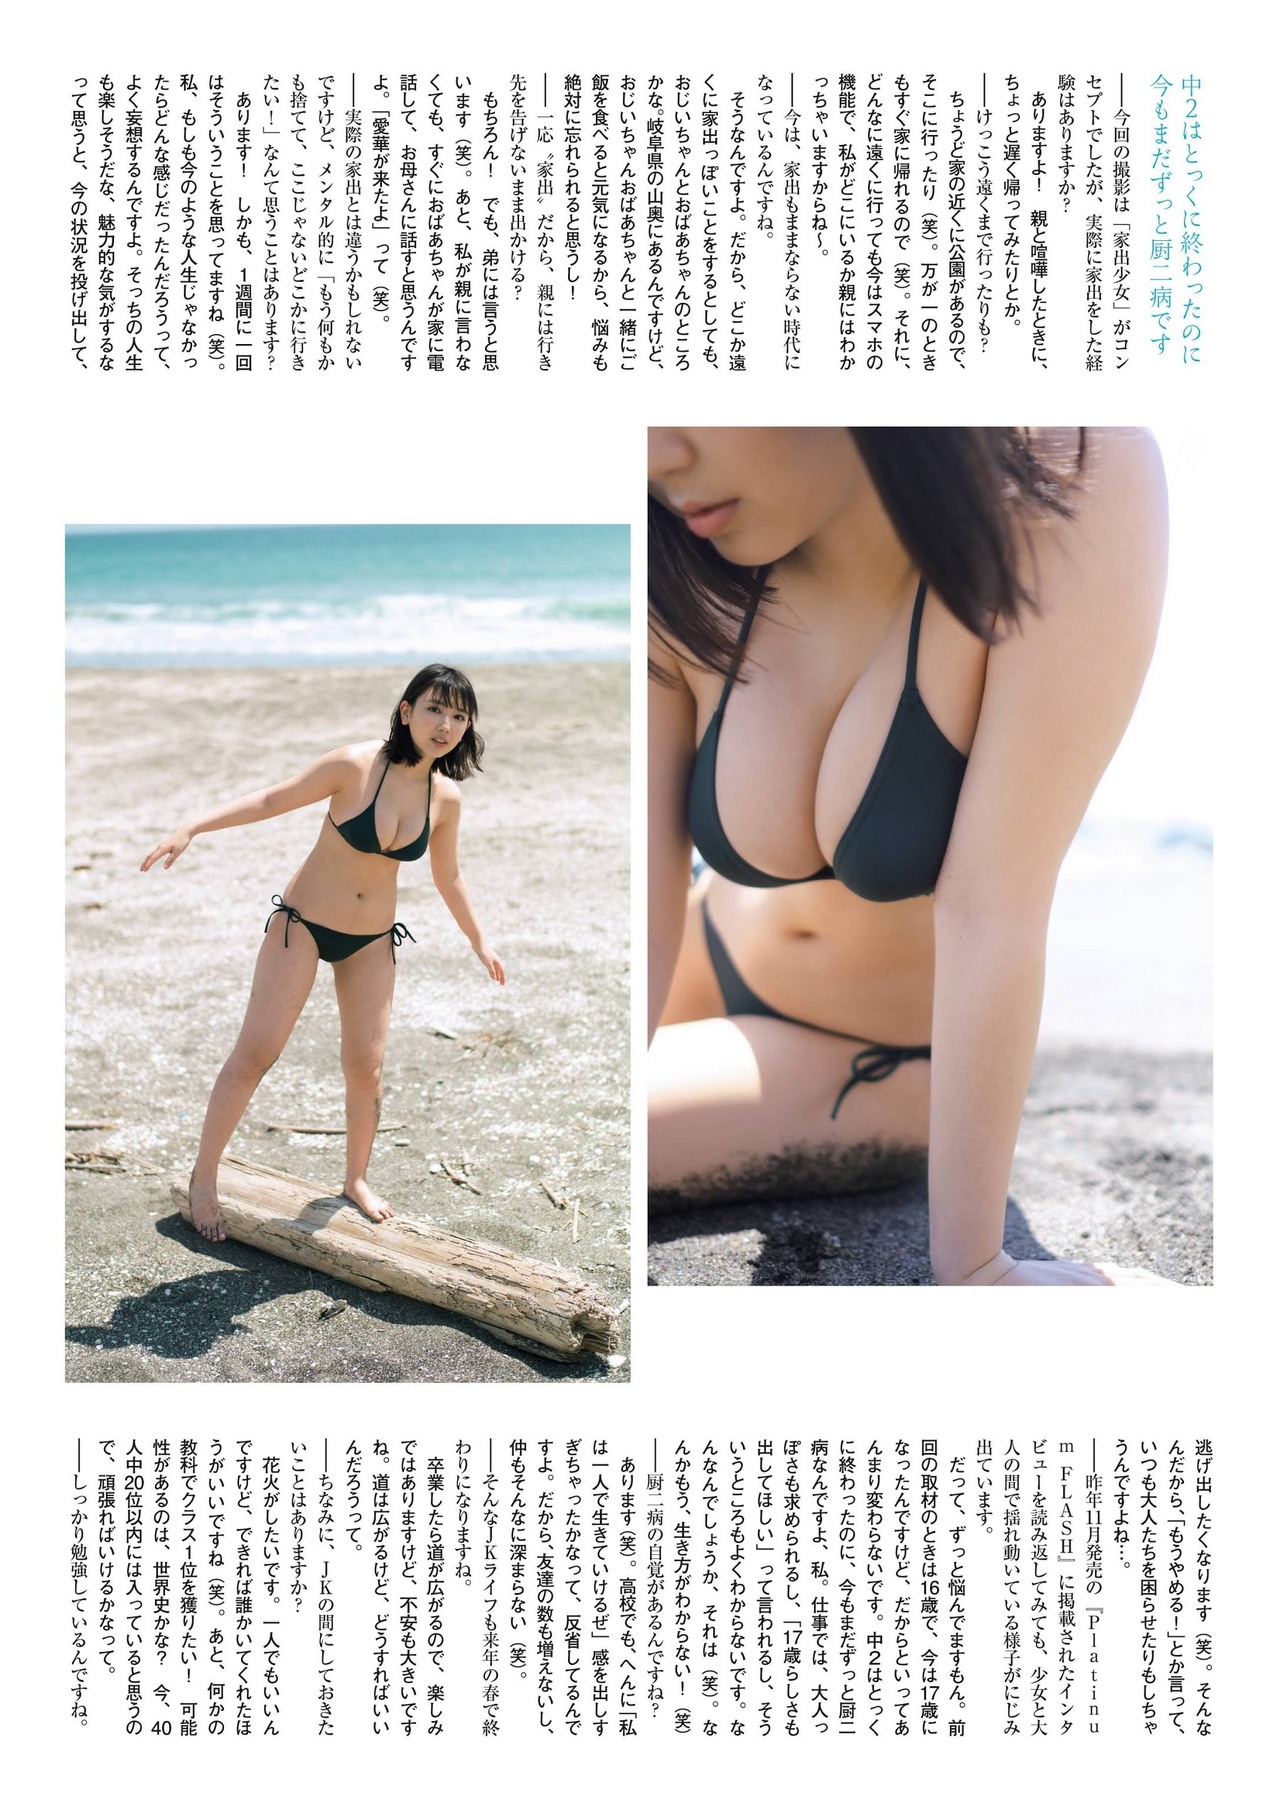 中2はとっくに終わったのに
今もまだずっと厨二病です
――今回の撮影は「家出少女」がコン
セプトでしたが、実際に家出をした経
験はありますか？
ありますよ！　親と喧嘩したときに、
ちょっと遅く帰ってみたりとか。
――けっこう遠くまで行ったりも？
ちょうど家の近くに公園があるので、
そこに行ったり（笑）。万が一のとき
もすぐ家に帰れるので（笑）。それに、
どんなに遠くに行っても今はスマホの
機能で、私がどこにいるか親にはわか
っちゃいますからね〜。
――今は、家出もままならない時代に
なっているんですね。
そうなんですよ。だから、どこか遠
くに家出っぽいことをするとしても、
おじいちゃんとおばあちゃんのところ
かな。岐阜県の山奥にあるんですけど、
おじいちゃんおばあちゃんと一緒にご
飯を食べると元気になるから、悩みも
絶対に忘れられると思うし！
――一応〝家出〟だから、親には行き
先を告げないまま出かける？
もちろん！　でも、弟には言うと思
います（笑）。あと、私が親に言わな
くても、すぐにおばあちゃんが家に電
話して、お母さんに話すと思うんです
よ。「愛華が来たよ」って（笑）。
――実際の家出とは違うかもしれない
ですけど、メンタル的に「もう何もか
も捨てて、ここじゃないどこかに行き
たい！」なんて思うことはあります？
あります！　しかも、1週間に一回
はそういうことを思ってますね（笑）。
私、もしも今のような人生じゃなかっ
たらどんな感じだったんだろうって、
よく妄想するんですよ。そっちの人生
も楽しそうだな、魅力的な気がするな
って思うと、今の状況を投げ出して、
逃げ出したくなります（笑）。そんな
んだから、「もうやめる！」とか言って、
いつも大人たちを困らせたりもしちゃ
うんですよね…。
――昨年11月発売の『Platinu
m FLASH』に掲載されたインタ
ビューを読み返してみても、少女と大
人の間で揺れ動いている様子がにじみ
出ています。
だって、ずっと悩んでますもん。前
回の取材のときは16歳で、今は17歳に
なったんですけど、だからといってあ
んまり変わらないです。中2はとっく
に終わったのに、今もまだずっと厨二
病なんですよ、私。仕事では、大人っ
ぽさも求められるし、「17歳らしさも
出してほしい」って言われるし、そう
いうところもよくわからないです。な
んなんでしょうか、それは（笑）。な
んかもう、生き方がわからない！（笑）
――厨二病の自覚があるんですね？
あります（笑）。高校でも、へんに「私
は一人で生きていけるぜ」感を出しす
ぎちゃったかなって、反省してるんで
すよ。だから、友達の数も増えないし、
仲もそんなに深まらない（笑）。
――そんなJKライフも来年の春で終
わりになりますね。
卒業したら道が広がるので、楽しみ
ではありますけど、不安も大きいです
ね。道は広がるけど、どうすればいい
んだろうって。
――ちなみに、JKの間にしておきた
いことはありますか？
花火がしたいです。一人でもいいん
ですけど、できれば誰かいてくれたほ
うがいいですね（笑）。あと、何かの
教科でクラス1位を獲りたい！　可能
性があるのは、世界史かな？　今、40
人中20位以内には入っていると思うの
で、頑張ればいけるかなって。
――しっかり勉強しているんですね。